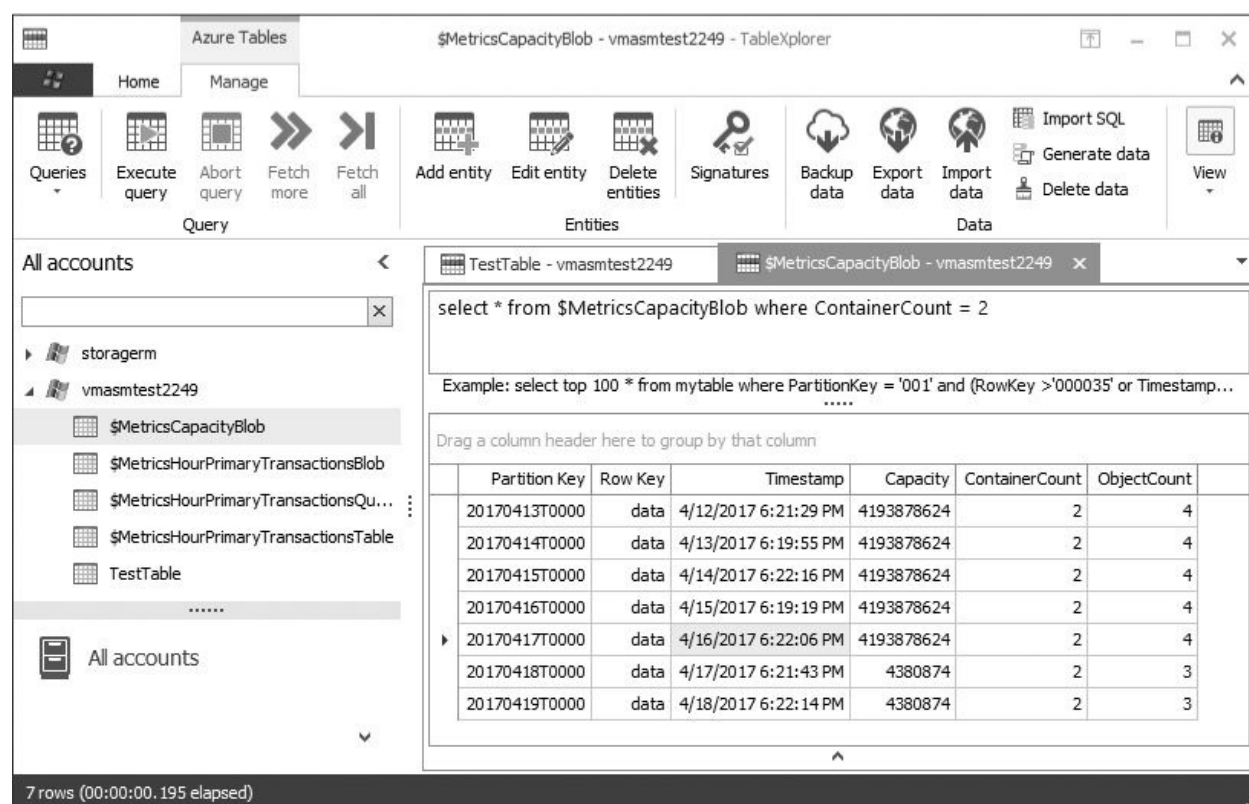 Azure Tables
$MetricsCapacityBlob - vmasmtest2249 - TableXplorer
Home
Manage
Queries
Execute query
Abort query
Fetch more
Fetch all
Query
Add entity
Edit entity
Delete entities
Signatures
Entities
Backup data
Export data
Import data
Import SQL
Generate data
Delete data
Data
View
All accounts
storagerm
vmasmtest2249
$MetricsCapacityBlob
$MetricsHourPrimaryTransactionsBlob
$MetricsHourPrimaryTransactionsQu...
$MetricsHourPrimaryTransactionsTable
TestTable
All accounts
TestTable - vmasmtest2249
$MetricsCapacityBlob - vmasmtest2249
select * from $MetricsCapacityBlob where ContainerCount = 2
Example: select top 100 * from mytable where PartitionKey = '001' and (RowKey >'000035' or Timestamp...
Drag a column header here to group by that column
Partition Key Row Key Timestamp Capacity ContainerCount ObjectCount
20170413T0000 data 4/12/2017 6:21:29 PM 4193878624 2 4
20170414T0000 data 4/13/2017 6:19:55 PM 4193878624 2 4
20170415T0000 data 4/14/2017 6:22:16 PM 4193878624 2 4
20170416T0000 data 4/15/2017 6:19:19 PM 4193878624 2 4
20170417T0000 data 4/16/2017 6:22:06 PM 4193878624 2 4
20170418T0000 data 4/17/2017 6:21:43 PM 4380874 2 3
20170419T0000 data 4/18/2017 6:22:14 PM 4380874 2 3
7 rows (00:00:00.195 elapsed)